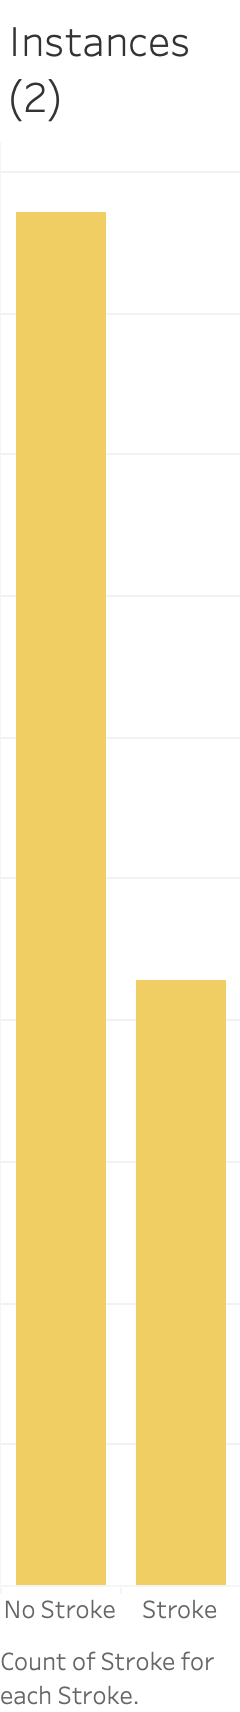 Instances
(2)
No Stroke Stroke
Count of Stroke for
each Stroke.